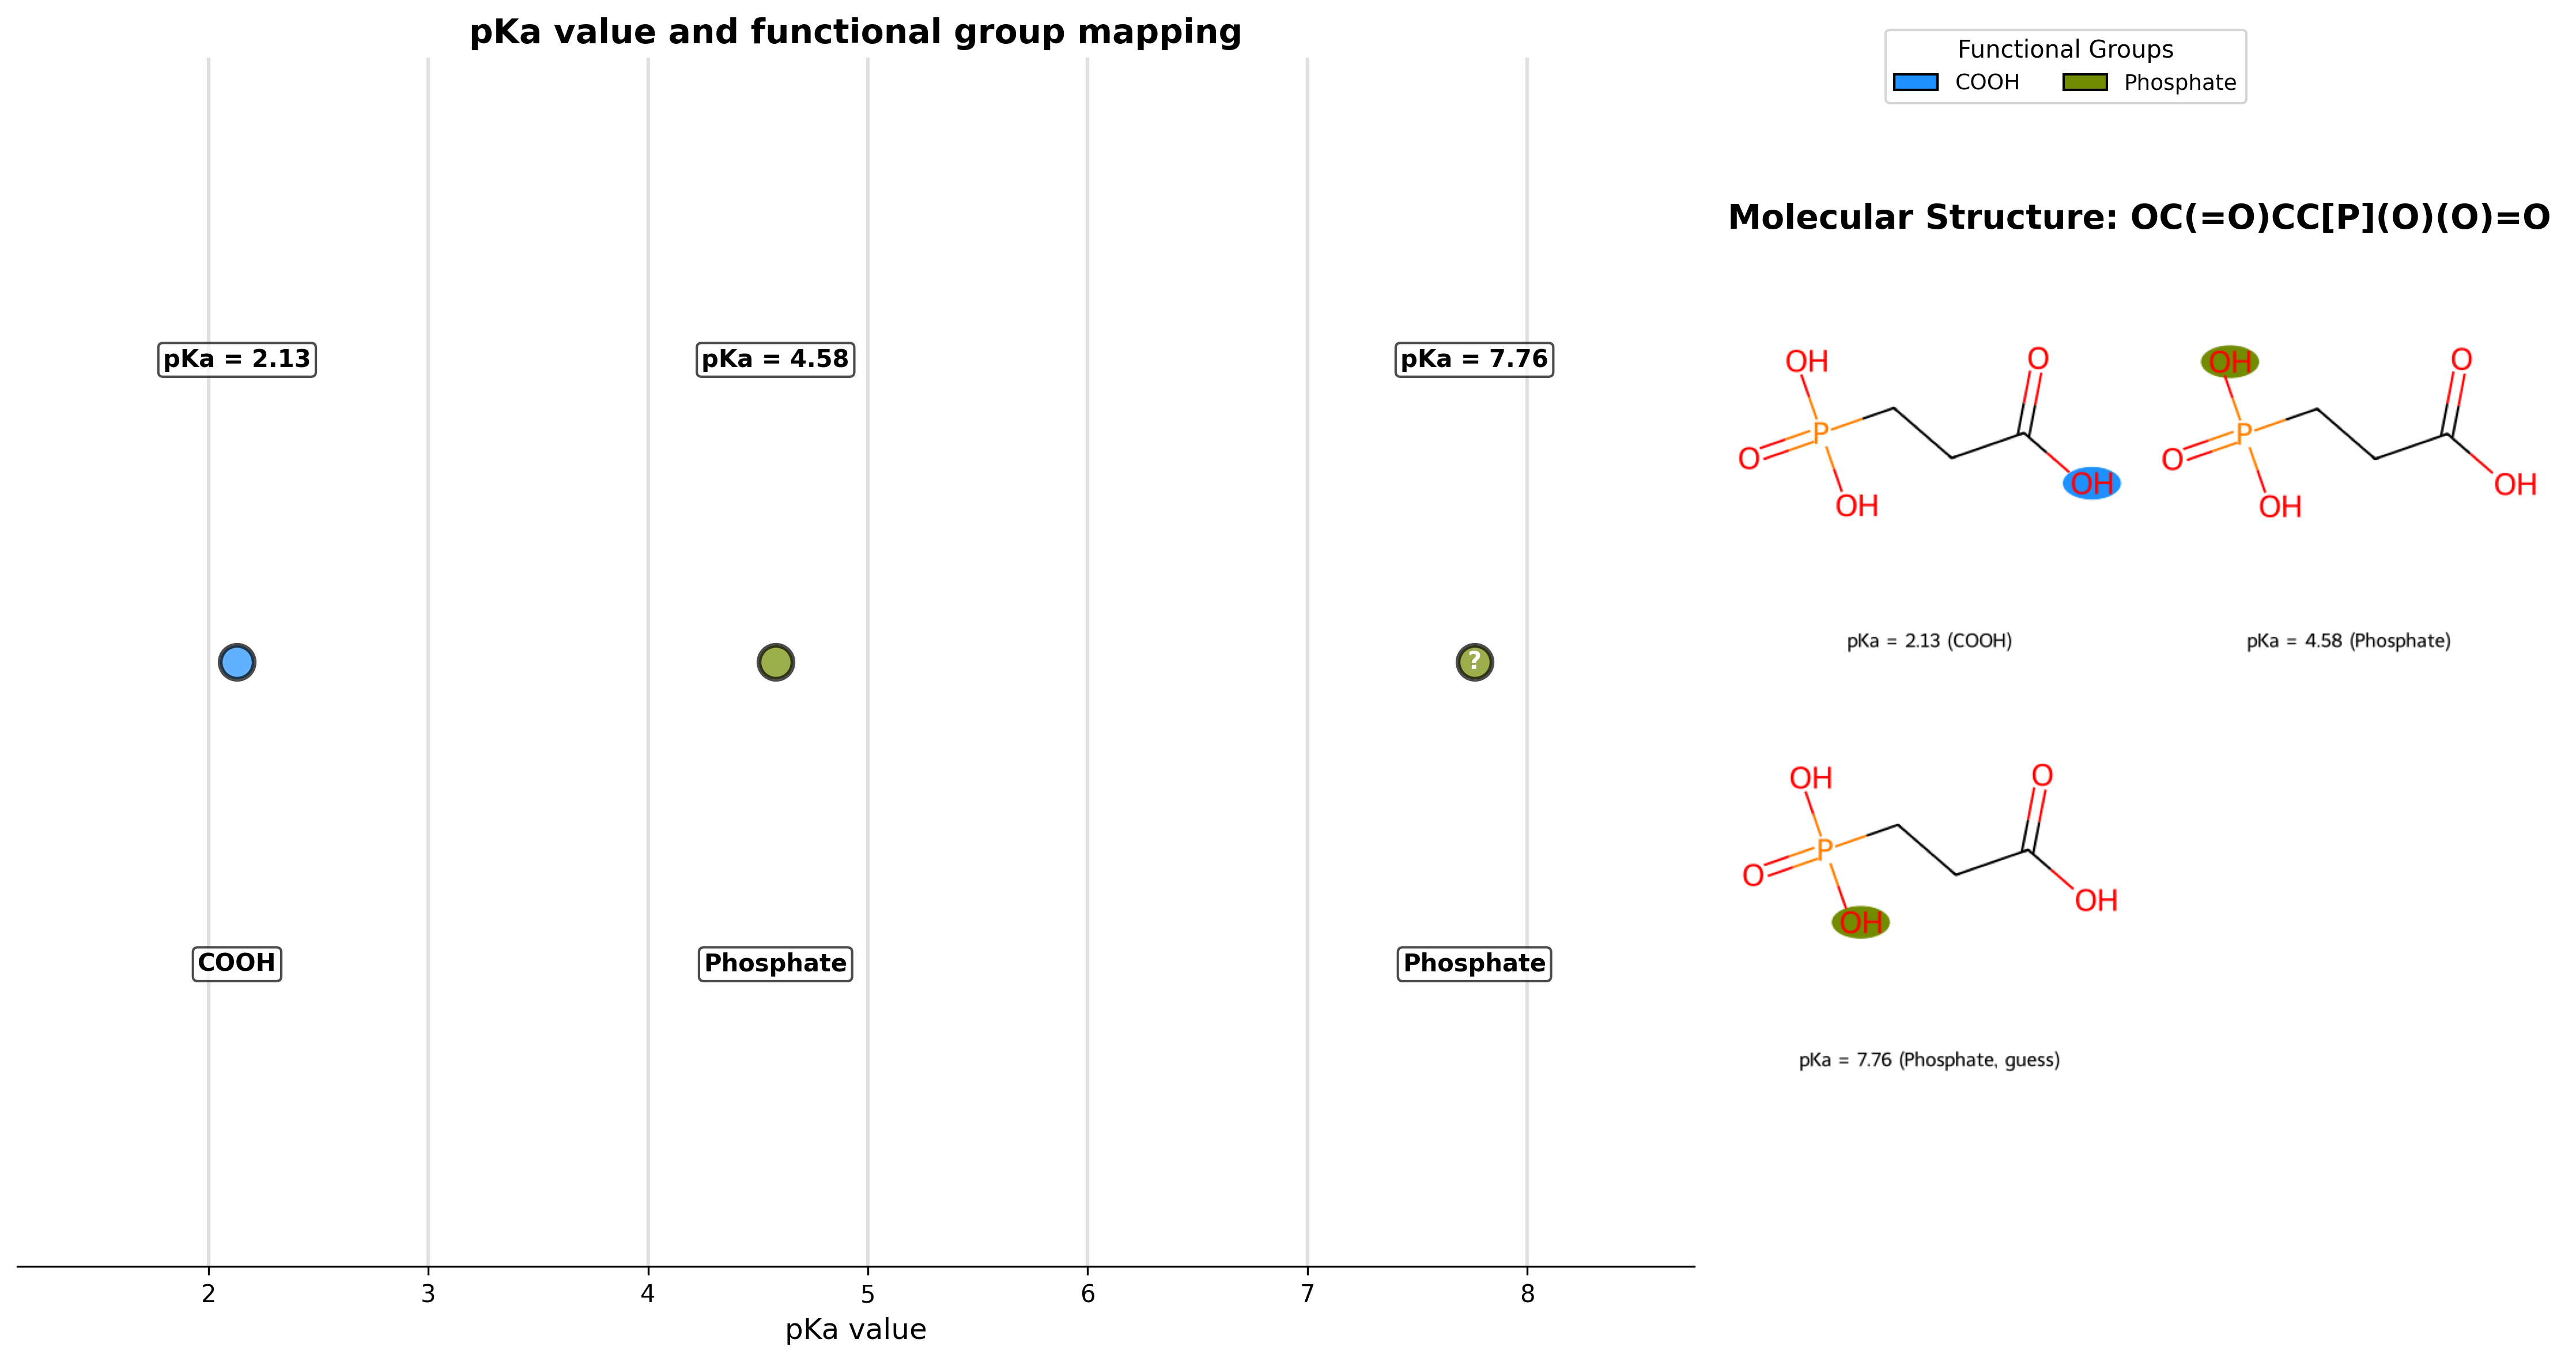 pKa value and functional group mapping
Functional Groups
COOH
Phosphate
Molecular Structure: OC(=O)CC[P](O)(O)=O
pKa = 2.13
pKa = 4.58
pKa = 7.76
?
COOH
Phosphate
Phosphate
2
3
4
5
6
7
8
pKa value
OH
O
P
O
OH
OH
OH
O
P
O
OH
OH
pKa = 2.13 (COOH)
pKa = 4.58 (Phosphate)
OH
O
P
O
OH
OH
pKa = 7.76 (Phosphate, guess)